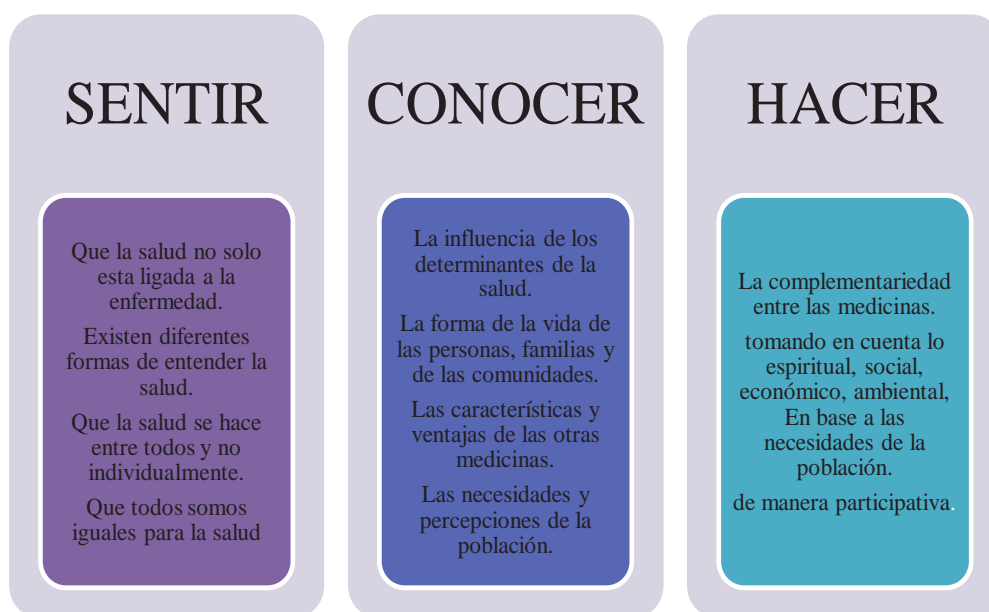 SENTIR
Que la salud no solo
esta ligada a la
enfermedad.
Existen diferentes
formas de entender la
salud.
Que la salud se hace
entre todos y no
individualmente.
Que todos somos
iguales para la salud
CONOCER
La influencia de los
determinantes de la
salud.
La forma de la vida de
las personas, familias y
de las comunidades.
Las características y
ventajas de las otras
medicinas.
Las necesidades y
percepciones de la
población.
HACER
La complementariedad
entre las medicinas.
tomando en cuenta lo
espiritual, social,
económico, ambiental,
En base a las
necesidades de la
población.
de manera participativa.